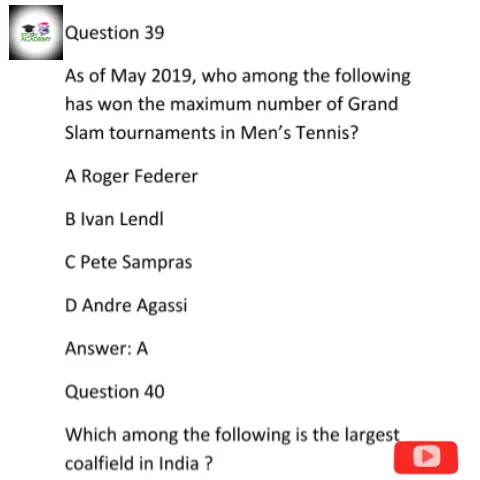 STUDY
ACADEMY
Question 39
As of May 2019, who among the following
has won the maximum number of Grand
Slam tournaments in Men’s Tennis?
A Roger Federer
B Ivan Lendl
C Pete Sampras
D Andre Agassi
Answer: A
Question 40
Which among the following is the largest
coalfield in India ?